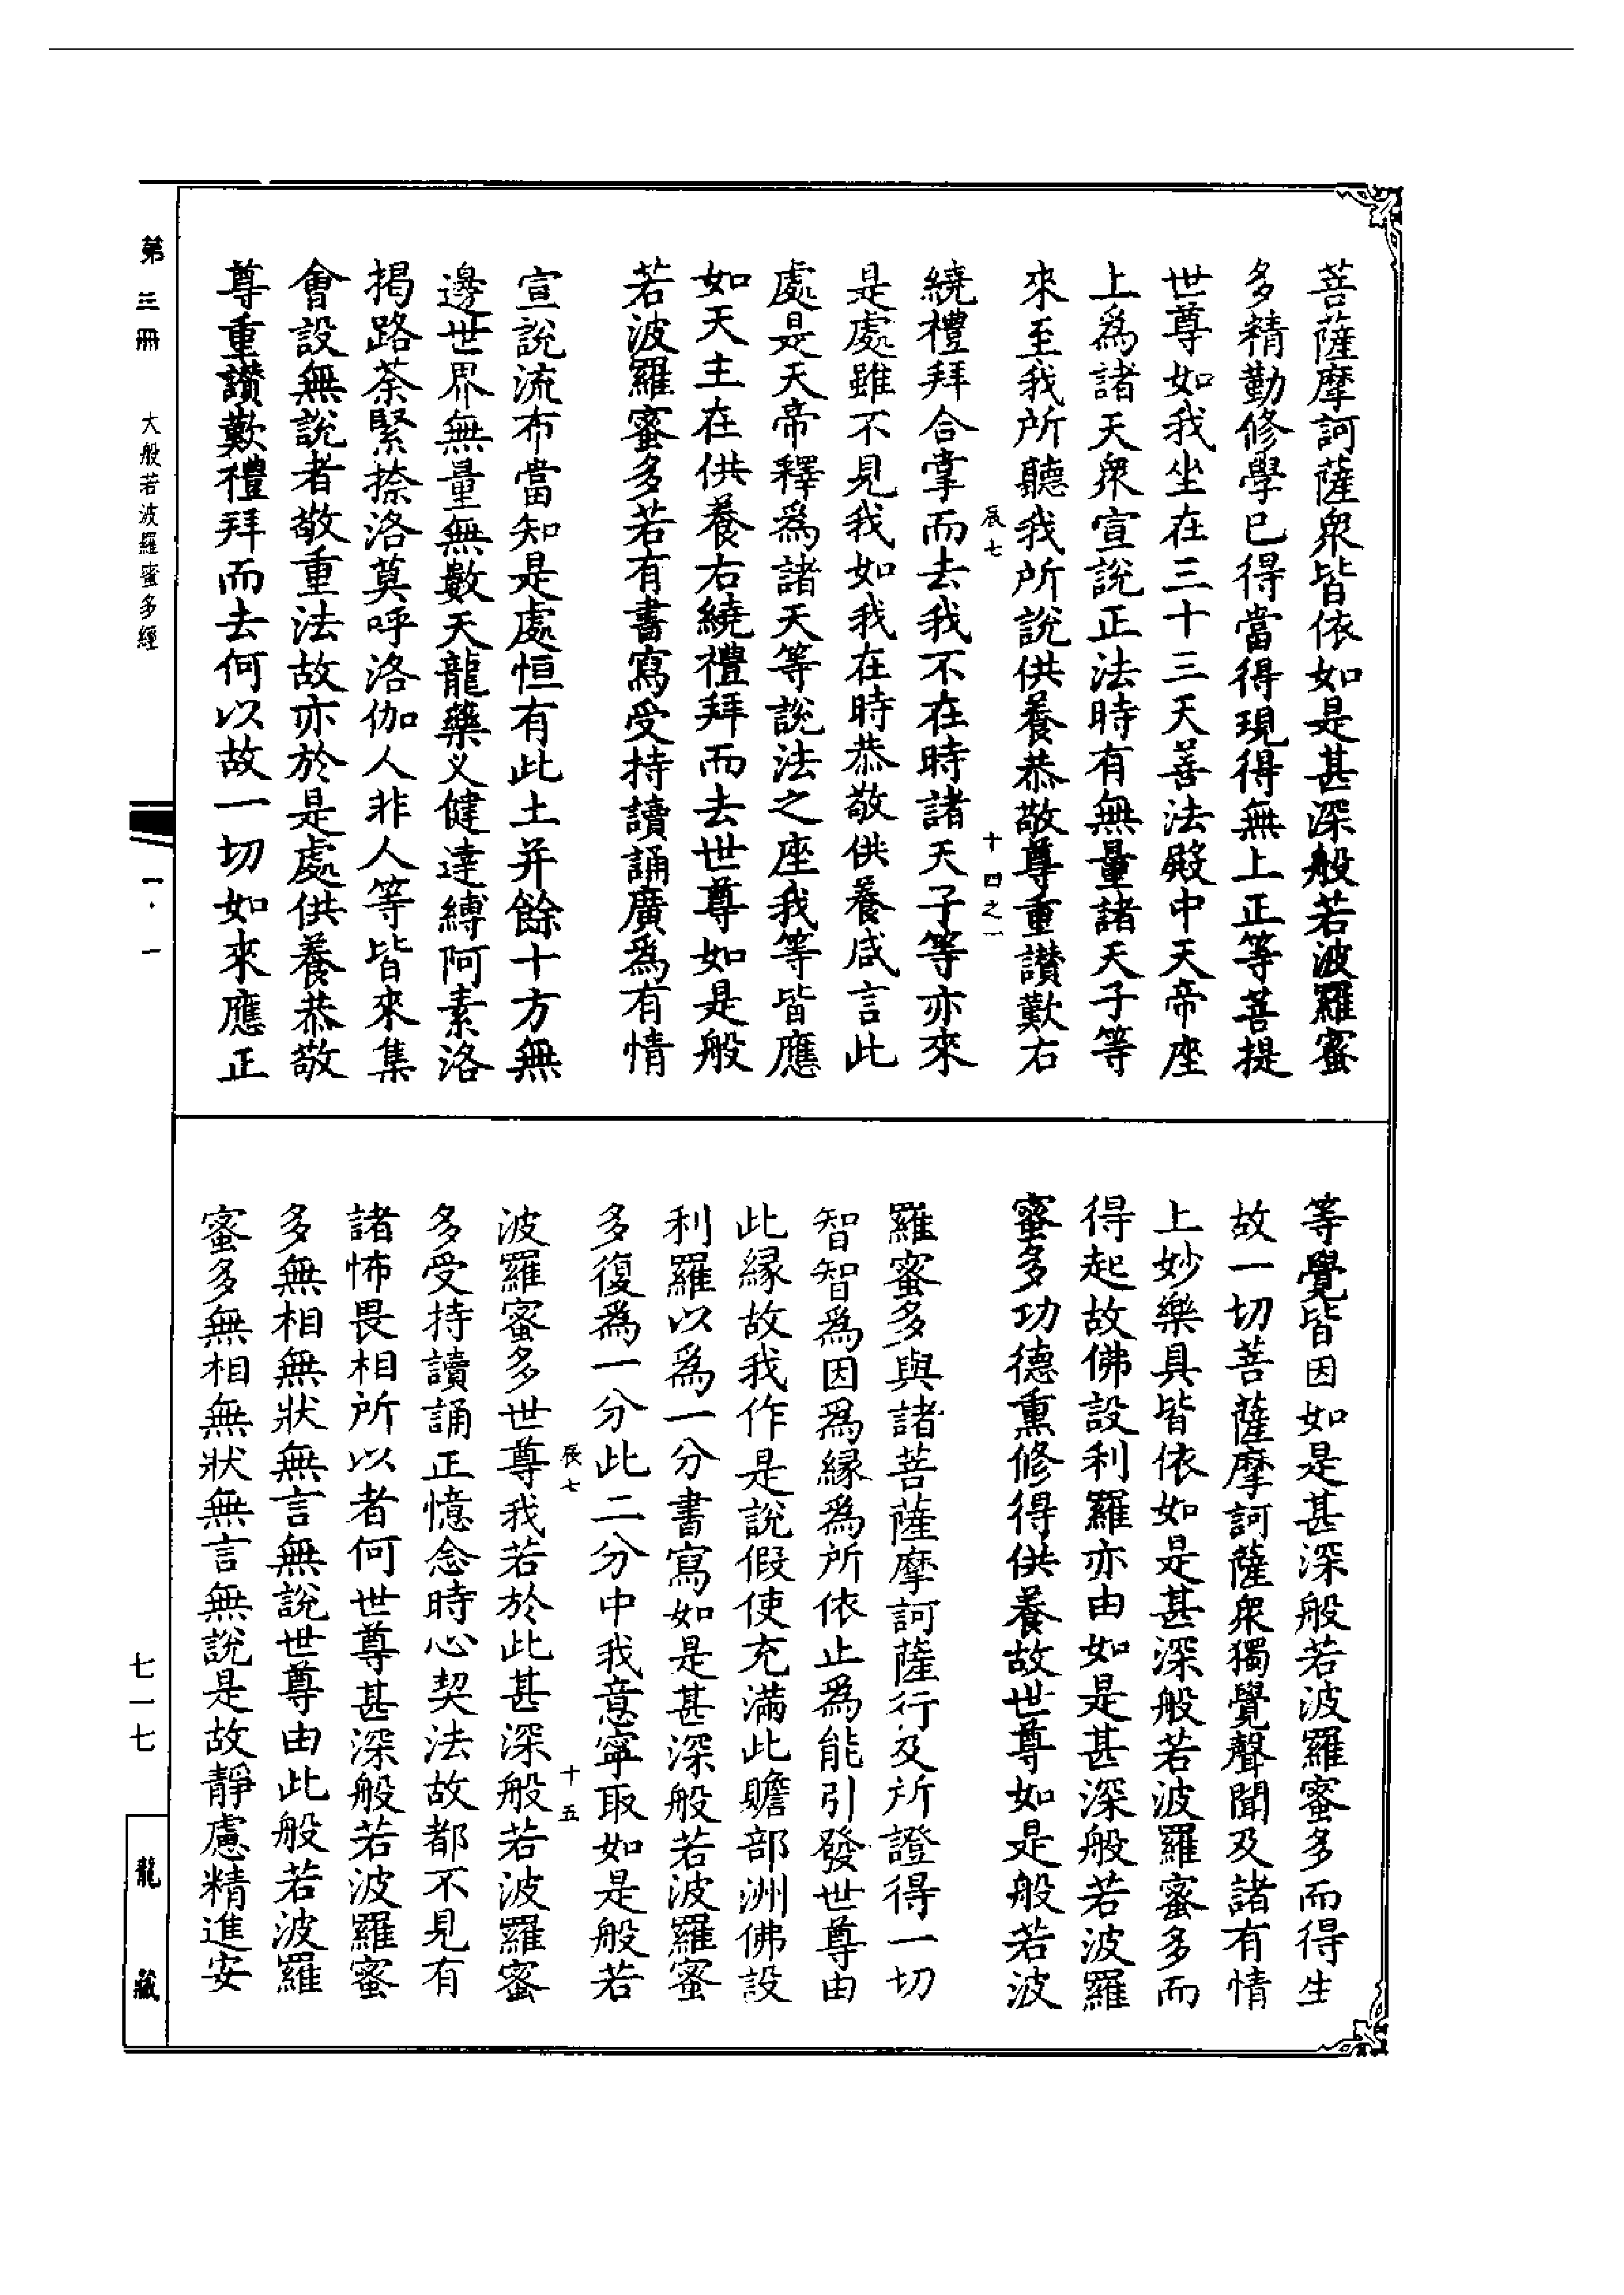 菩薩摩訶薩衆皆依如是甚深般若波羅蜜
多精勤修學已得當得現得無上正等菩提
世尊如我坐在三十三天善法殿中天帝座
上爲諸天衆宣説正法時有無量諸天子等
來至我所聽我所説供養恭敬尊重讃歎右
辰七 十四之一
繞禮拜合掌而去我不在時諸天子等亦來
是處雖不見我如我在時恭敬供養咸言此
處是天帝釋爲諸天等説法之座我等皆應
如天主在供養右繞禮拜而去世尊如是般
若波羅蜜多若有書寫受持讀誦廣爲有情
宣説流布當知是處恒有此土并餘十方無
邊世界無量無數天龍藥义健達縛阿素洛
揭路荼緊捺洛莫呼洛伽人非人等皆來集
會設無説者敬重法故亦於是處供養恭敬
尊重讃歎禮拜而去何以故一切如來應正
等覺皆因如是甚深般若波羅蜜多而得生
故一切菩薩摩訶薩衆獨覺聲聞及諸有情
上妙樂具皆依如是甚深般若波羅蜜多而
得起故佛設利羅亦由如是甚深般若波羅
蜜多功德熏修得供養故世尊如是般若波
羅蜜多與諸菩薩摩訶薩行及所證得一切
智智爲因爲縁爲所依止爲能引發世尊由
此縁故我作是説假使充滿此贍部洲佛設
利羅以爲一分書寫如是甚深般若波羅蜜
多復爲一分此二分中我意寧取如是般若
辰七 十五
波羅蜜多世尊我若於此甚深般若波羅蜜
多受持讀誦正憶念時心契法故都不見有
諸怖畏相所以者何世尊甚深般若波羅蜜
多無相無狀無言無説世尊由此般若波羅
蜜多無相無狀無言無説是故靜慮精進安
第三冊 大般若波羅蜜多經 一·一
七一七
龍藏